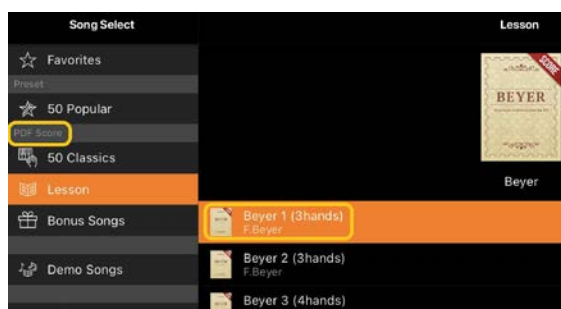 Song Select
Lesson
Favorites
Preset
50 Popular
PDF Score
50 Classics
Lesson
Bonus Songs
Demo Songs
SCORE
BEYER
Beyer
Beyer 1 (3hands)
F.Beyer
Beyer 2 (3hands)
F.Beyer
Beyer 3 (4hands)